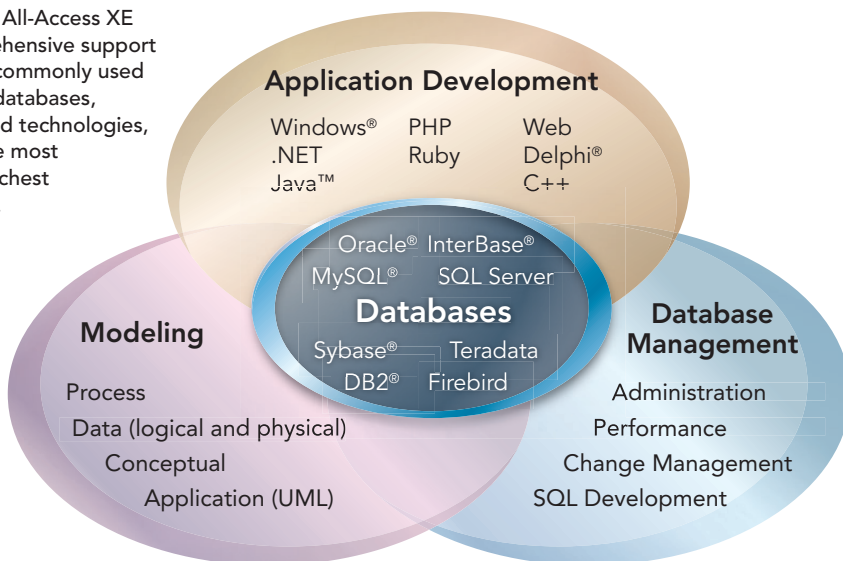 All-Access XE
support
commonly used
databases,
technologies,
most
Application Development
Windows® PHP Web
.NET Ruby Delphi®
Java™ C++
Oracle® InterBase®
MySQL® SQL Server
Databases
Sybase® Teradata
DB2® Firebird
Modeling
Process
Data (logical and physical)
Conceptual
Application (UML)
Database
Management
Administration
Performance
Change Management
SQL Development